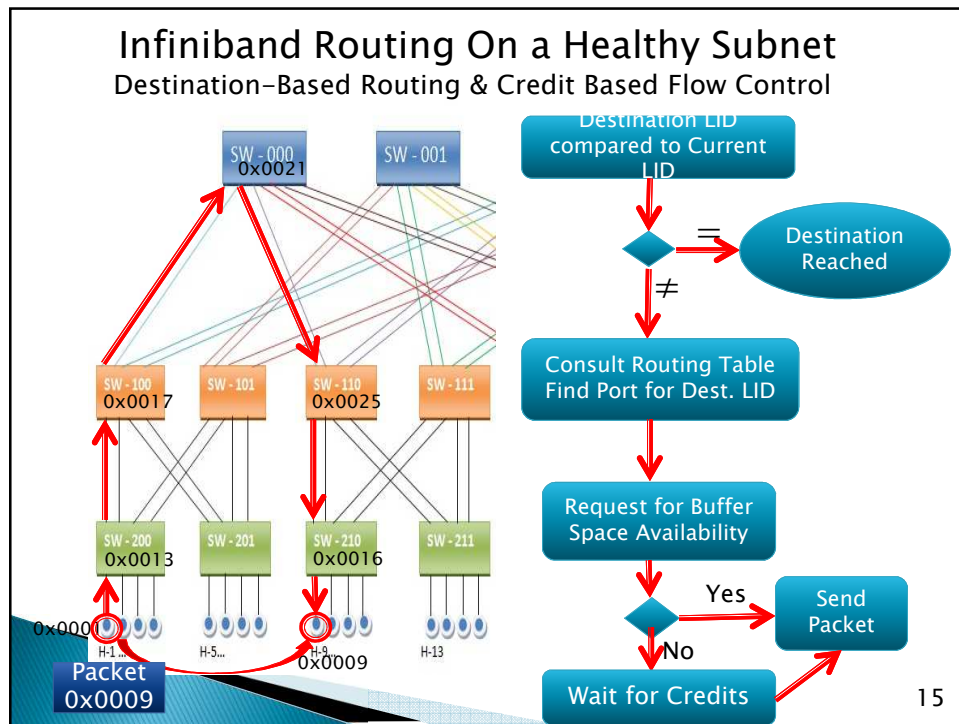 Infiniband Routing On a Healthy Subnet
Destination-Based Routing & Credit Based Flow Control
SW - 000
0x0021
SW - 001
SW - 100
0x0017
SW - 101
SW - 110
0x0025
SW - 111
SW - 200
0x0013
SW - 201
SW - 210
0x0016
SW - 211
H-1 ...
H-5...
H-9...
0x0009
H-13
Packet
0x0009
Destination LID
compared to Current
LID
=
Destination
Reached
≠
Consult Routing Table
Find Port for Dest. LID
Request for Buffer
Space Availability
Yes
Send
Packet
No
Wait for Credits
15